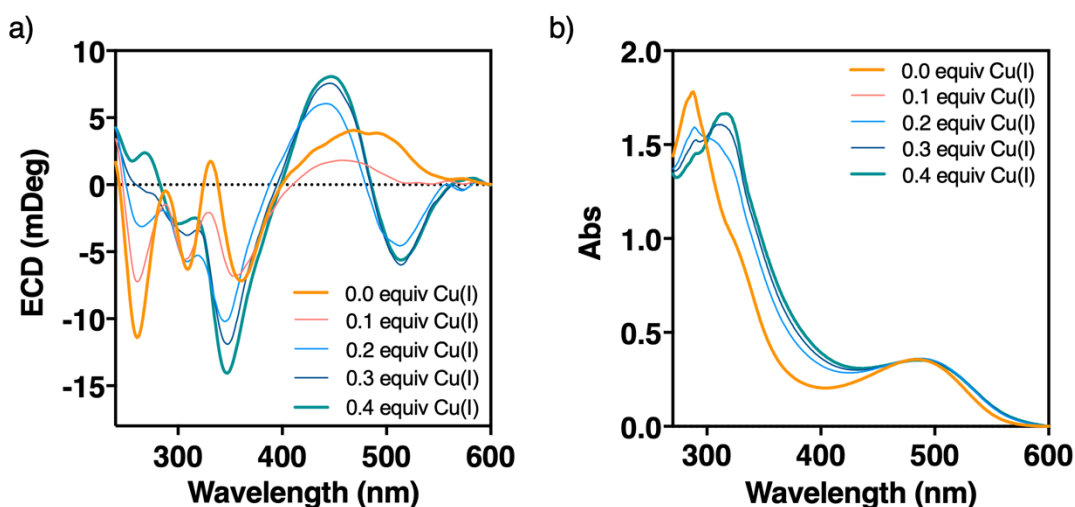 a)
10
5
0
-5
-10
-15
ECD (mDeg)
0.0 equiv Cu(I)
0.1 equiv Cu(I)
0.2 equiv Cu(I)
0.3 equiv Cu(I)
0.4 equiv Cu(I)
300 400 500 600
Wavelength (nm)
b)
2.0
1.5
1.0
0.5
0.0
Abs
0.0 equiv Cu(I)
0.1 equiv Cu(I)
0.2 equiv Cu(I)
0.3 equiv Cu(I)
0.4 equiv Cu(I)
300 400 500 600
Wavelength (nm)